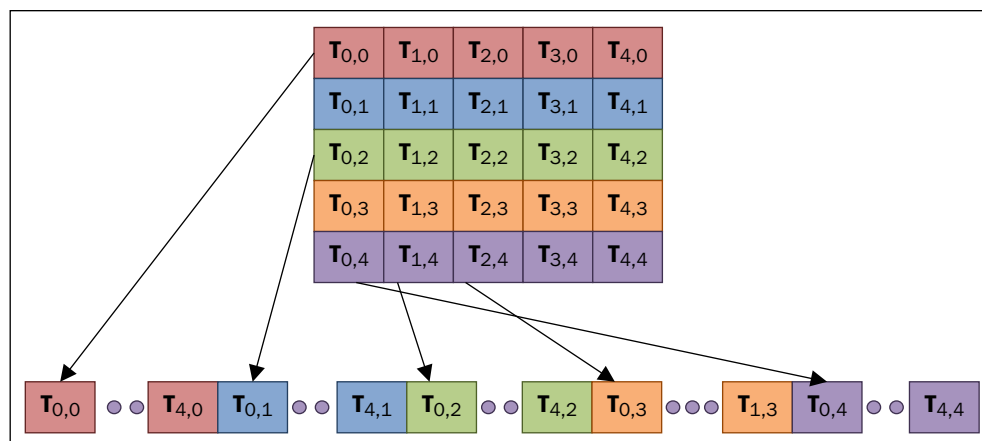 T0,0 T1,0 T2,0 T3,0 T4,0
T0,1 T1,1 T2,1 T3,1 T4,1
T0,2 T1,2 T2,2 T3,2 T4,2
T0,3 T1,3 T2,3 T3,3 T4,3
T0,4 T1,4 T2,4 T3,4 T4,4
T0,0 T4,0 T0,1 T4,1 T0,2 T4,2 T0,3 T1,3 T0,4 T4,4